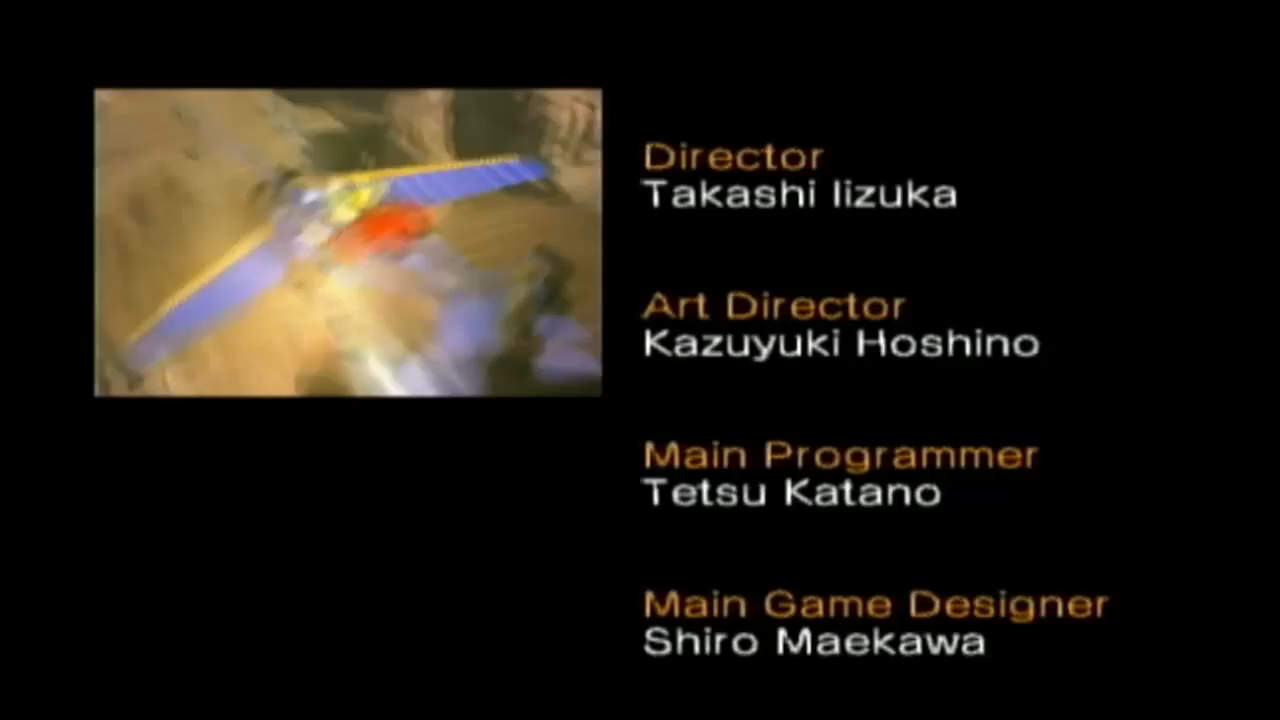 Director
Takashi Iizuka
Art Director
Kazuyuki Hoshino
Main Programmer
Tetsu Katano
Main Game Designer
Shiro Maekawa